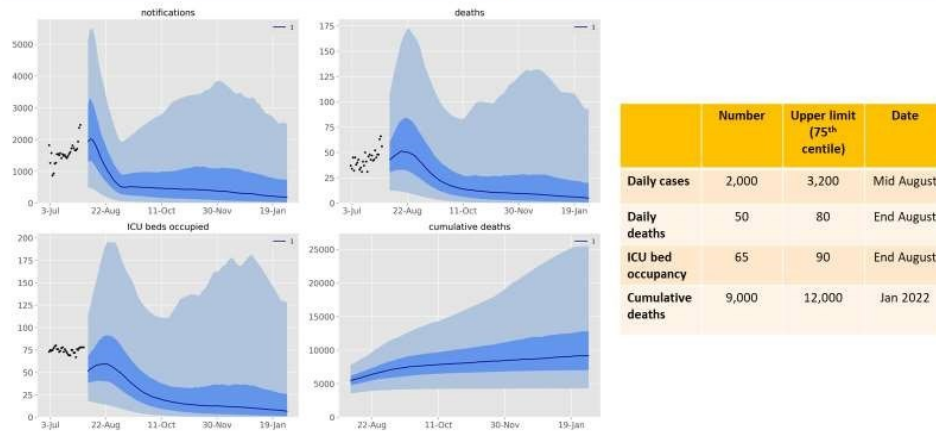 notifications
1
5000
4000
3000
2000
1000
0
3-Jul 22-Aug 11-Oct 30-Nov 19-Jan
deaths
1
175
150
125
100
75
50
25
0
3-Jul 22-Aug 11-Oct 30-Nov 19-Jan
ICU beds occupied
1
200
175
150
125
100
75
50
25
0
3-Jul 22-Aug 11-Oct 30-Nov 19-Jan
cumulative deaths
1
25000
20000
15000
10000
5000
0
22-Aug 11-Oct 30-Nov 19-Jan
Number Upper limit Date
(75th
centile)
Daily cases 2,000 3,200 Mid August
Daily 50 80 End August
deaths
ICU bed 65 90 End August
occupancy
Cumulative 9,000 12,000 Jan 2022
deaths